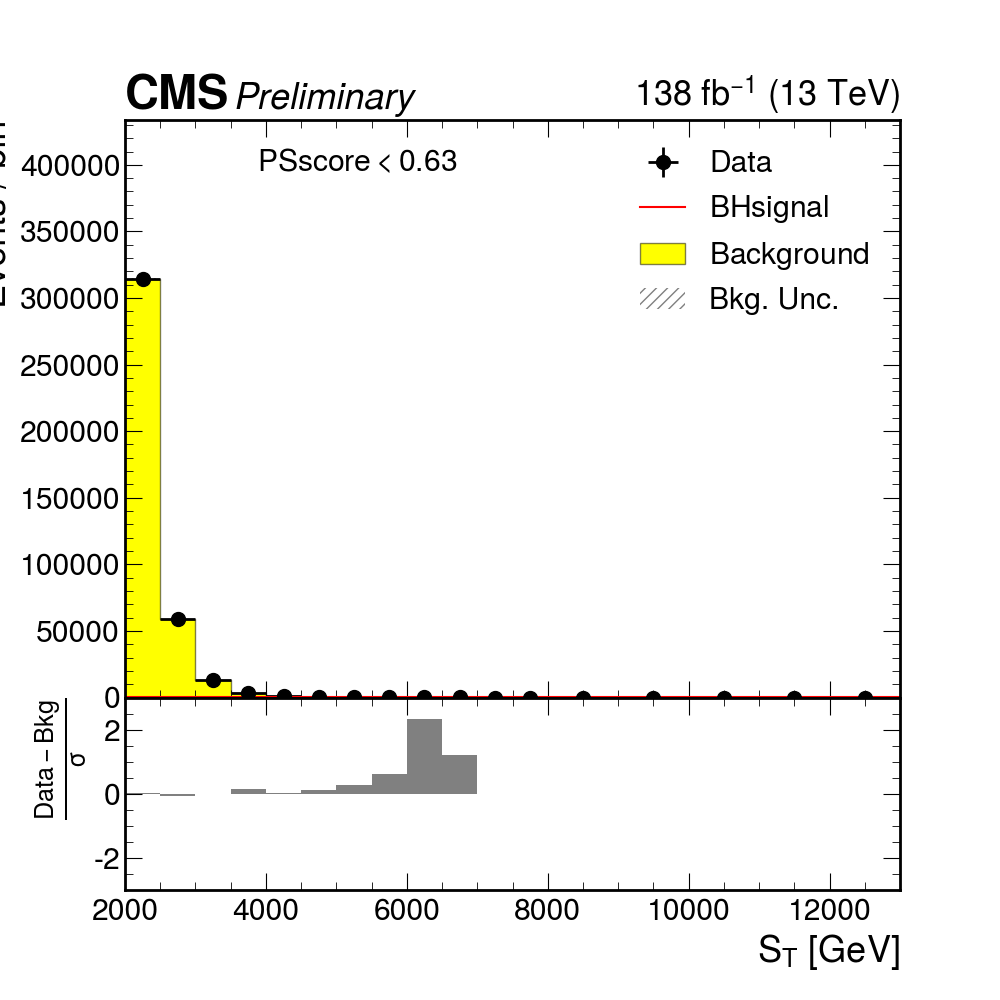 CMS Preliminary
138 fb⁻¹ (13 TeV)
PSscore < 0.63
Data
BHsignal
Background
Bkg. Unc.
400000
350000
300000
250000
200000
150000
100000
50000
0
Data − Bkg
σ
2
0
-2
2000 4000 6000 8000 10000 12000
S_T [GeV]